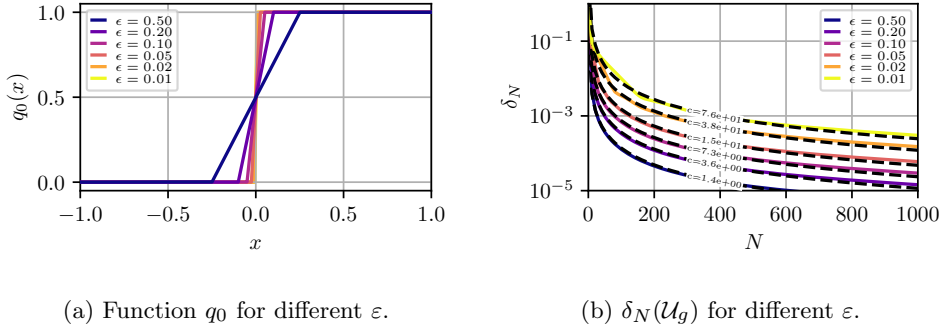 ϵ = 0.50
ϵ = 0.20
ϵ = 0.10
ϵ = 0.05
ϵ = 0.02
ϵ = 0.01
1.0
0.5
0.0
q₀(x)
−1.0 −0.5 0.0 0.5 1.0
x
ϵ = 0.50
ϵ = 0.20
ϵ = 0.10
ϵ = 0.05
ϵ = 0.02
ϵ = 0.01
10⁻¹
10⁻³
10⁻⁵
δ_N
c=7.6e+01
c=3.8e+01
c=1.5e+01
c=7.3e+00
c=3.6e+00
c=1.4e+00
0 200 400 600 800 1000
N
(a) Function q₀ for different ε.
(b) δ_N(𝒰_g) for different ε.